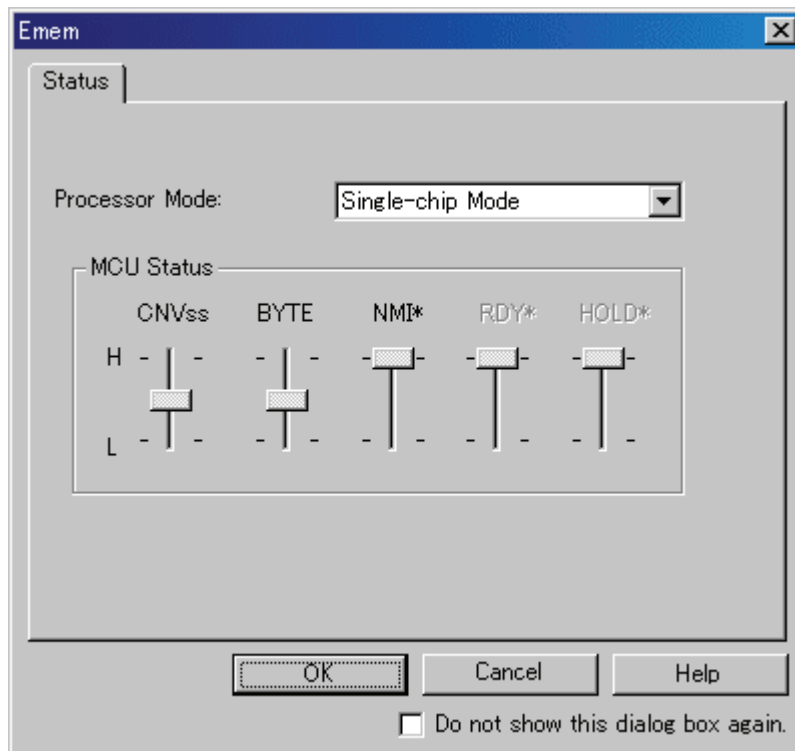 Emem
Status
Processor Mode: Single-chip Mode
MCU Status
CNVss BYTE NMI* RDY* HOLD*
H
L
OK Cancel Help
Do not show this dialog box again.